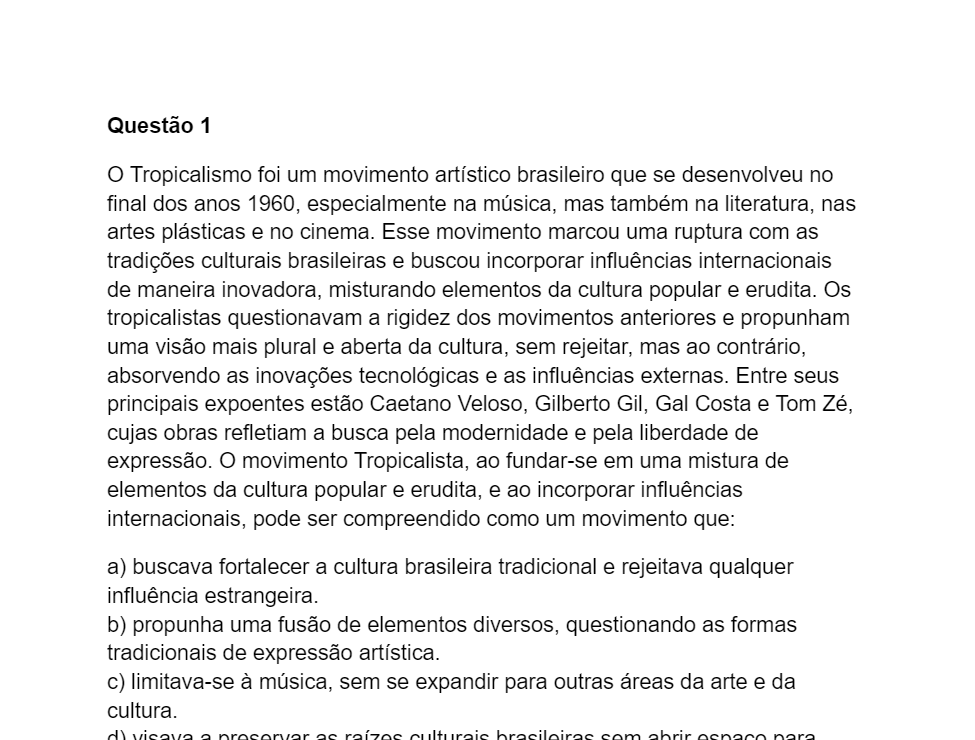 Questão 1
O Tropicalismo foi um movimento artístico brasileiro que se desenvolveu no
final dos anos 1960, especialmente na música, mas também na literatura, nas
artes plásticas e no cinema. Esse movimento marcou uma ruptura com as
tradições culturais brasileiras e buscou incorporar influências internacionais
de maneira inovadora, misturando elementos da cultura popular e erudita. Os
tropicalistas questionavam a rigidez dos movimentos anteriores e propunham
uma visão mais plural e aberta da cultura, sem rejeitar, mas ao contrário,
absorvendo as inovações tecnológicas e as influências externas. Entre seus
principais expoentes estão Caetano Veloso, Gilberto Gil, Gal Costa e Tom Zé,
cujas obras refletiam a busca pela modernidade e pela liberdade de
expressão. O movimento Tropicalista, ao fundar-se em uma mistura de
elementos da cultura popular e erudita, e ao incorporar influências
internacionais, pode ser compreendido como um movimento que:
a) buscava fortalecer a cultura brasileira tradicional e rejeitava qualquer
influência estrangeira.
b) propunha uma fusão de elementos diversos, questionando as formas
tradicionais de expressão artística.
c) limitava-se à música, sem se expandir para outras áreas da arte e da
cultura.
d) visava a preservar as raízes culturais brasileiras sem abrir espaço para